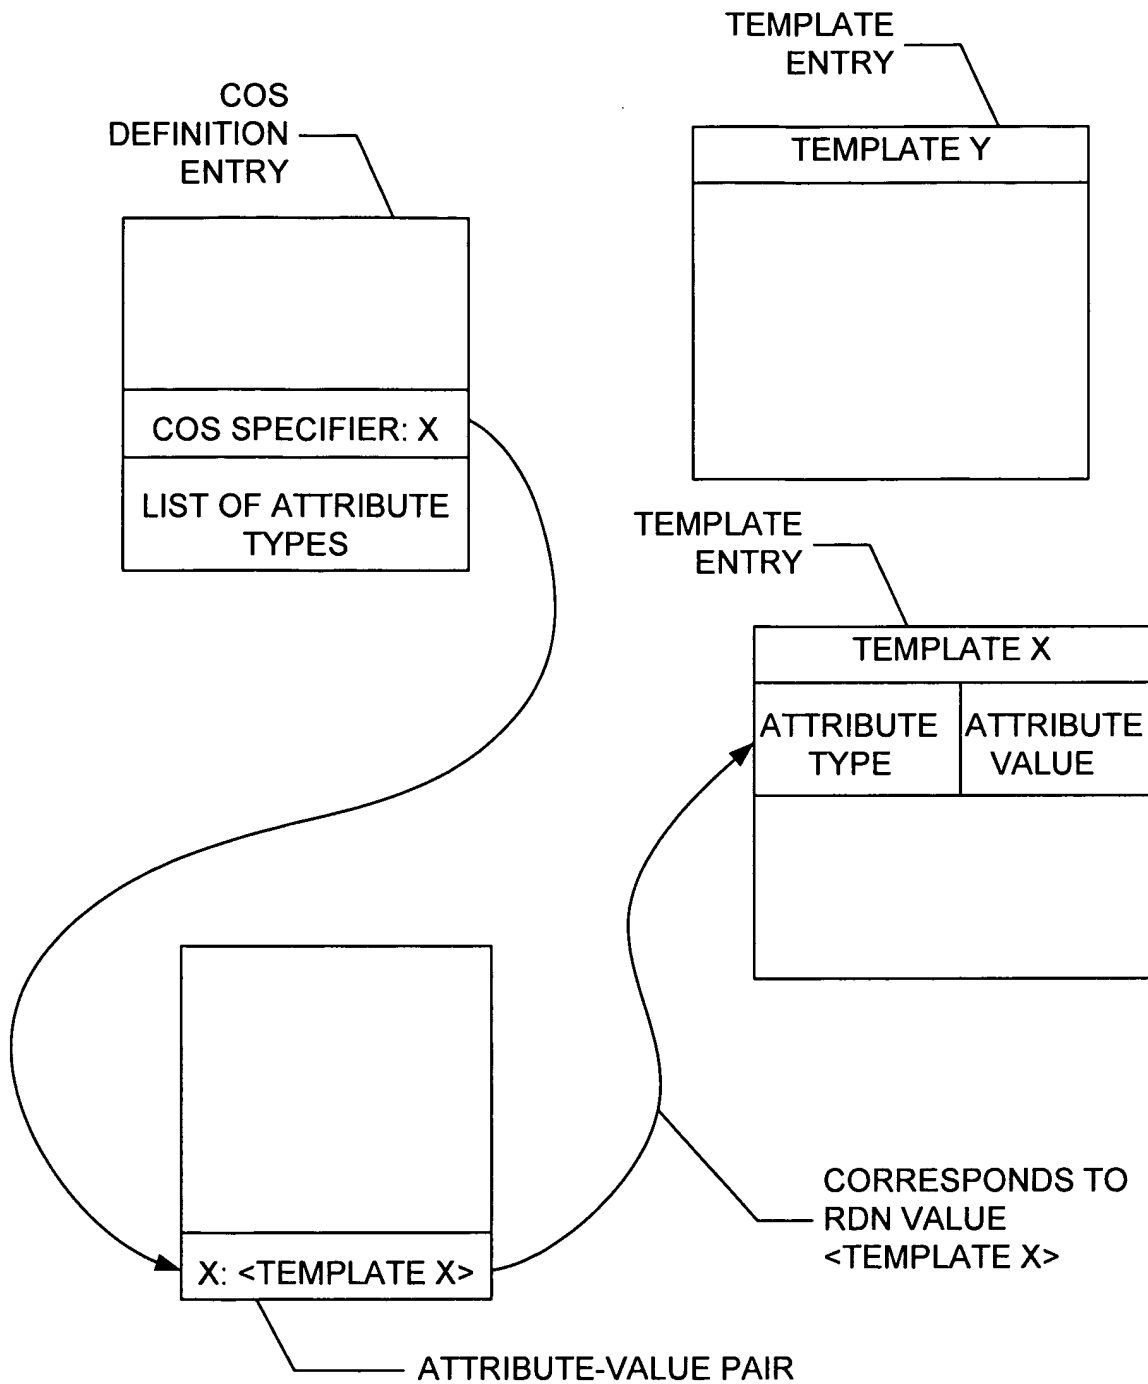 TEMPLATE
ENTRY
COS
DEFINITION
ENTRY
TEMPLATE Y
COS SPECIFIER: X
LIST OF ATTRIBUTE
TYPES
TEMPLATE
ENTRY
TEMPLATE X
ATTRIBUTE
TYPE
ATTRIBUTE
VALUE
CORRESPONDS TO
RDN VALUE
<TEMPLATE X>
X: <TEMPLATE X>
ATTRIBUTE-VALUE PAIR